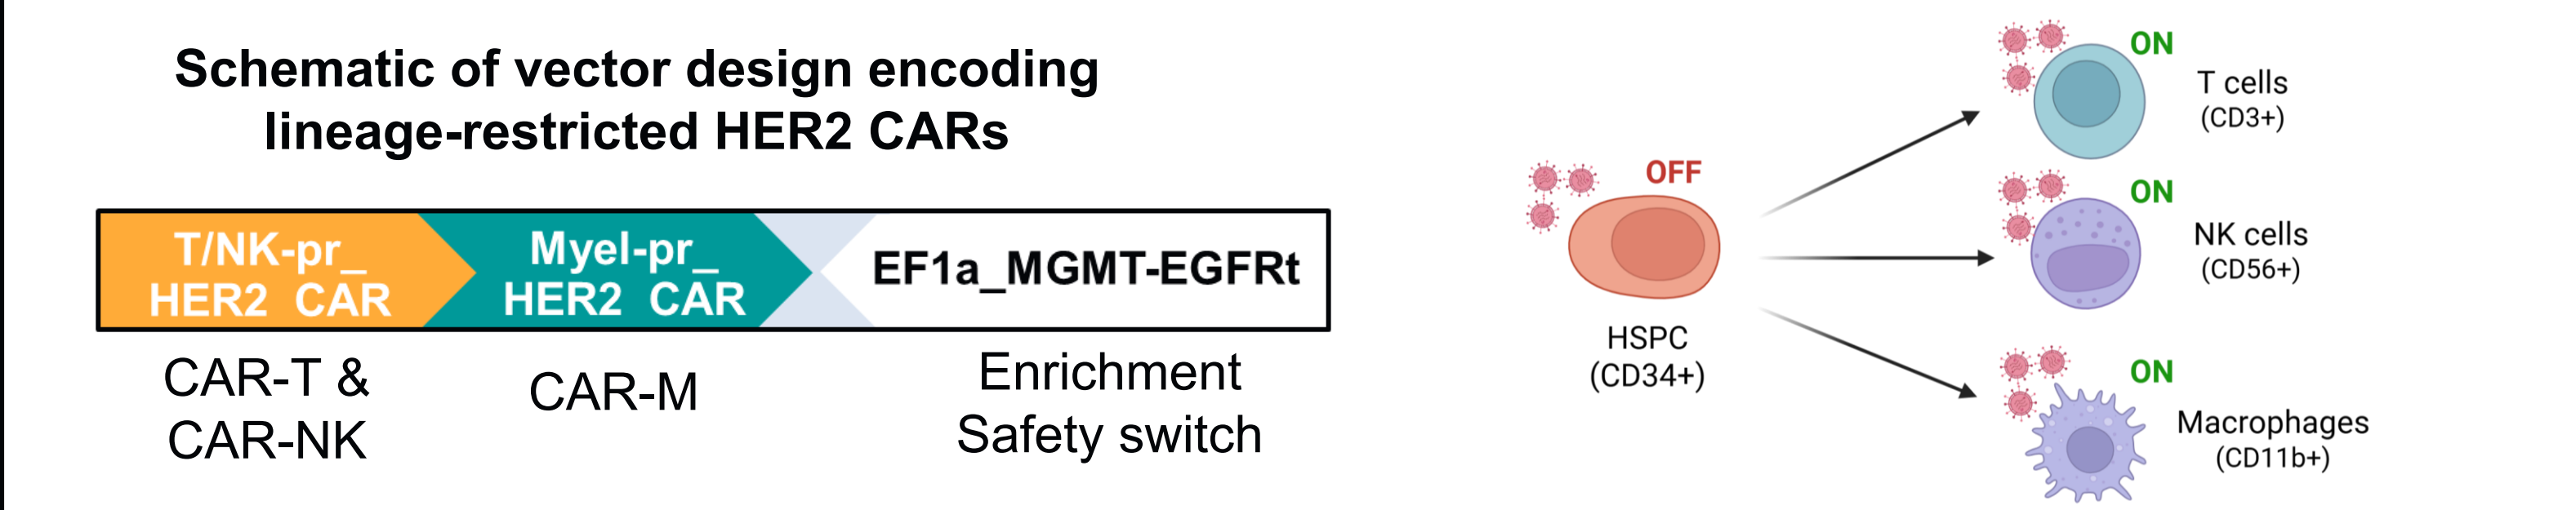 Schematic of vector design encoding
lineage-restricted HER2 CARs
T/NK-pr_
HER2 CAR
Myel-pr_
HER2 CAR
EF1a_MGMT-EGFRt
CAR-T &
CAR-NK
CAR-M
Enrichment
Safety switch
OFF
HSPC
(CD34+)
ON
T cells
(CD3+)
ON
NK cells
(CD56+)
ON
Macrophages
(CD11b+)